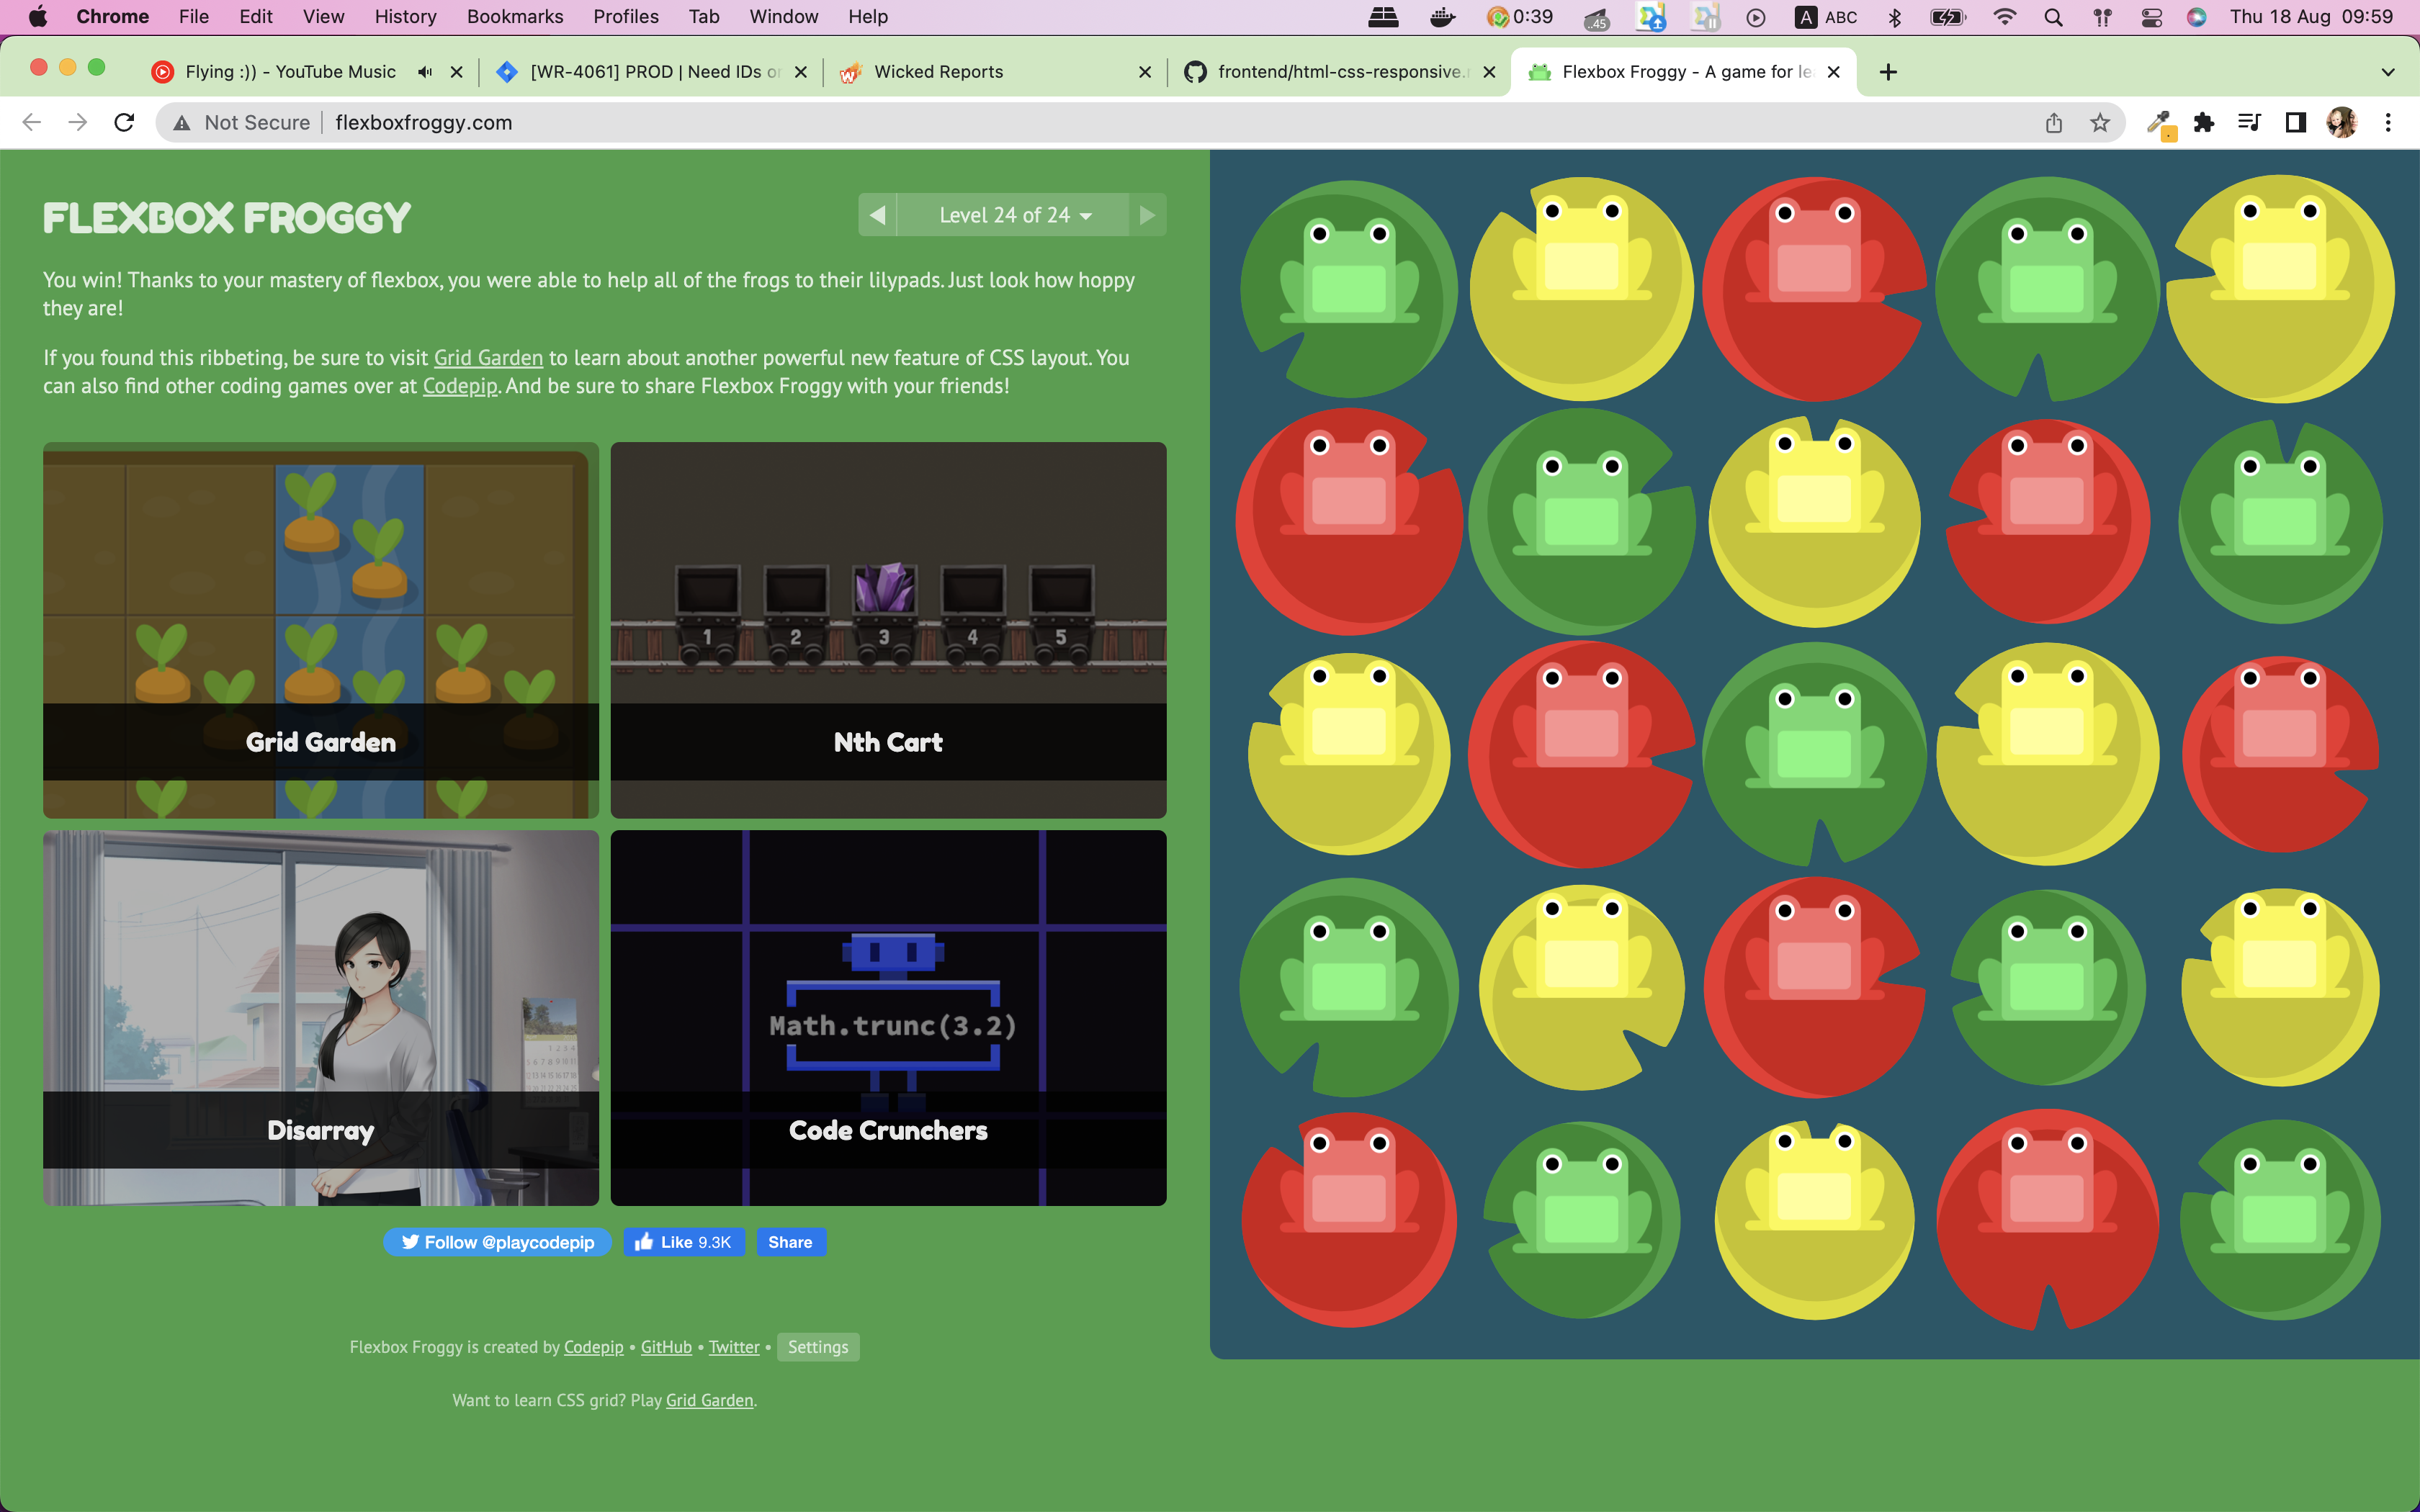 Chrome File Edit View History Bookmarks Profiles Tab Window Help 0:39 ..45 A ABC Thu 18 Aug 09:59
Flying :)) - YouTube Music [WR-4061] PROD | Need IDs or Wicked Reports frontend/html-css-responsive. Flexbox Froggy - A game for le
Not Secure flexboxfroggy.com
FLEXBOX FROGGY
Level 24 of 24
You win! Thanks to your mastery of flexbox, you were able to help all of the frogs to their lilypads. Just look how hoppy
they are!
If you found this ribbeting, be sure to visit Grid Garden to learn about another powerful new feature of CSS layout. You
can also find other coding games over at Codepip. And be sure to share Flexbox Froggy with your friends!
1 2 3 4 5
Grid Garden
Nth Cart
Math.trunc(3.2)
Disarray
Code Crunchers
Follow @playcodepip Like 9.3K Share
Flexbox Froggy is created by Codepip • GitHub • Twitter • Settings
Want to learn CSS grid? Play Grid Garden.